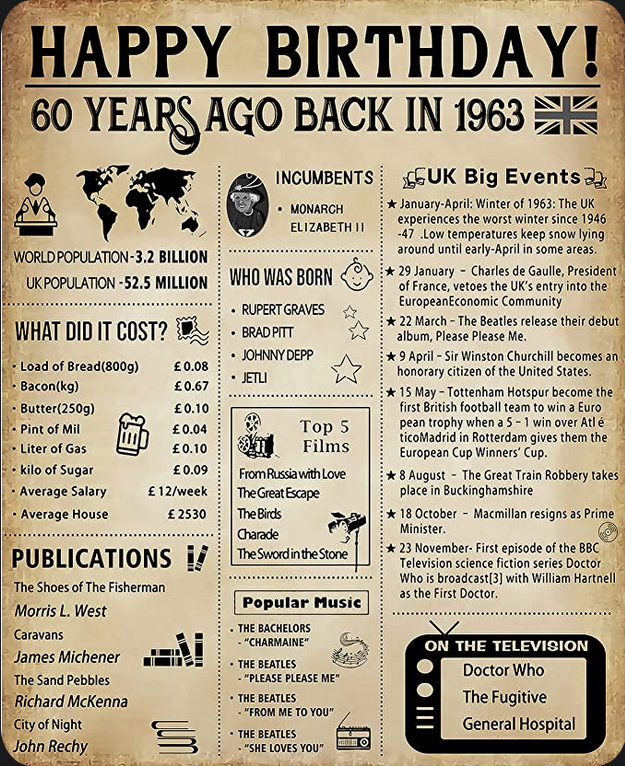 HAPPY BIRTHDAY!
60 YEARS AGO BACK IN 1963
WORLD POPULATION - 3.2 BILLION
UK POPULATION - 52.5 MILLION
WHAT DID IT COST?
• Load of Bread(800g) £0.08
• Bacon(kg) £0.67
• Butter(250g) £0.10
• Pint of Mil £0.04
• Liter of Gas £0.10
• kilo of Sugar £0.09
• Average Salary £12/week
• Average House £2530
PUBLICATIONS
The Shoes of The Fisherman
Morris L. West
Caravans
James Michener
The Sand Pebbles
Richard McKenna
City of Night
John Rechy
INCUMBENTS
• MONARCH
ELIZABETH II
WHO WAS BORN
• RUPERT GRAVES
• BRAD PITT
• JOHNNY DEPP
• JETLI
Top 5
Films
From Russia with Love
The Great Escape
The Birds
Charade
The Sword in the Stone
Popular Music
• THE BACHELORS
- “CHARMAINE”
• THE BEATLES
- “PLEASE PLEASE ME”
• THE BEATLES
- “FROM ME TO YOU”
• THE BEATLES
- “SHE LOVES YOU”
UK Big Events
★ January-April: Winter of 1963: The UK
experiences the worst winter since 1946
-47 .Low temperatures keep snow lying
around until early-April in some areas.
★ 29 January – Charles de Gaulle, President
of France, vetoes the UK’s entry into the
EuropeanEconomic Community
★ 22 March – The Beatles release their debut
album, Please Please Me.
★ 9 April – Sir Winston Churchill becomes an
honorary citizen of the United States.
★ 15 May – Tottenham Hotspur become the
first British football team to win a Euro
pean trophy when a 5 – 1 win over Atl é
ticoMadrid in Rotterdam gives them the
European Cup Winners’ Cup.
★ 8 August – The Great Train Robbery takes
place in Buckinghamshire
★ 18 October – Macmillan resigns as Prime
Minister.
★ 23 November- First episode of the BBC
Television science fiction series Doctor
Who is broadcast[3] with William Hartnell
as the First Doctor.
ON THE TELEVISION
Doctor Who
The Fugitive
General Hospital